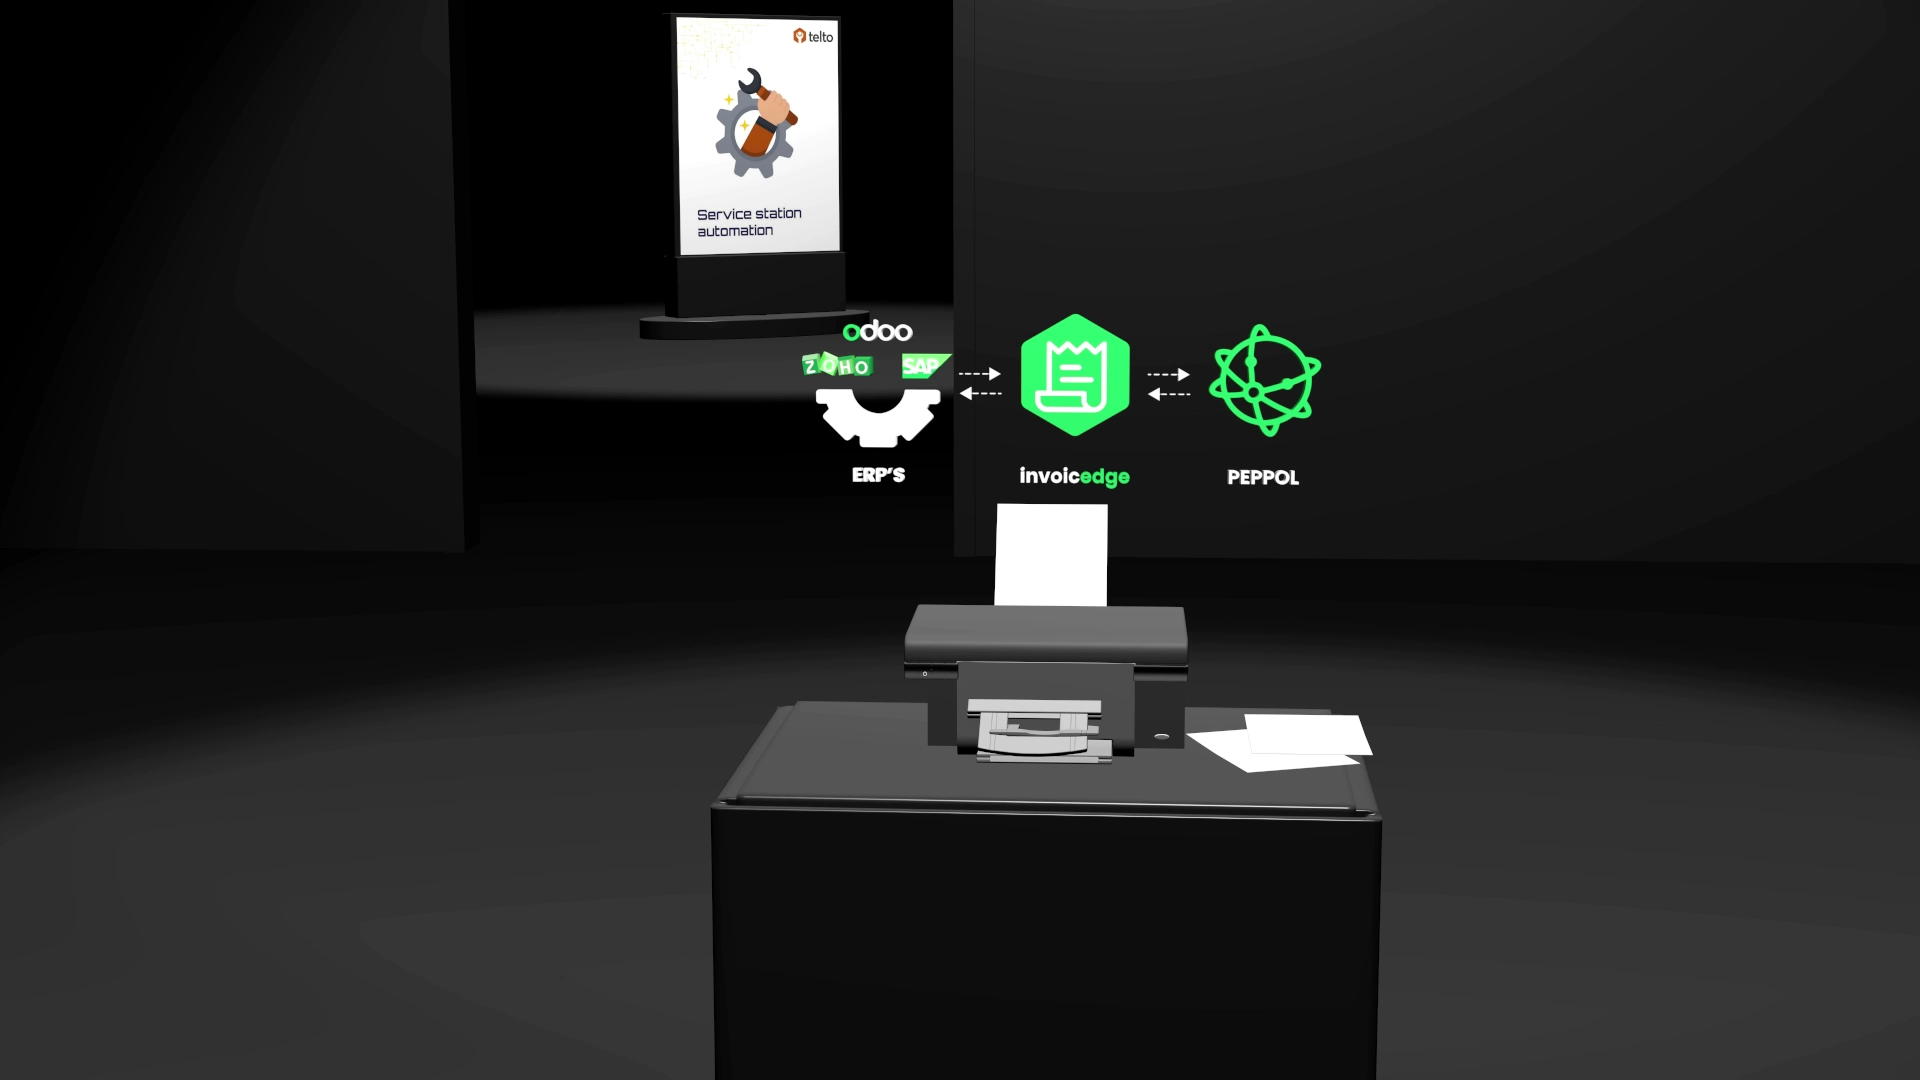 telto
Service station
automation
odoo
ZOHO
SAP
ERP'S
invoicedge
PEPPOL